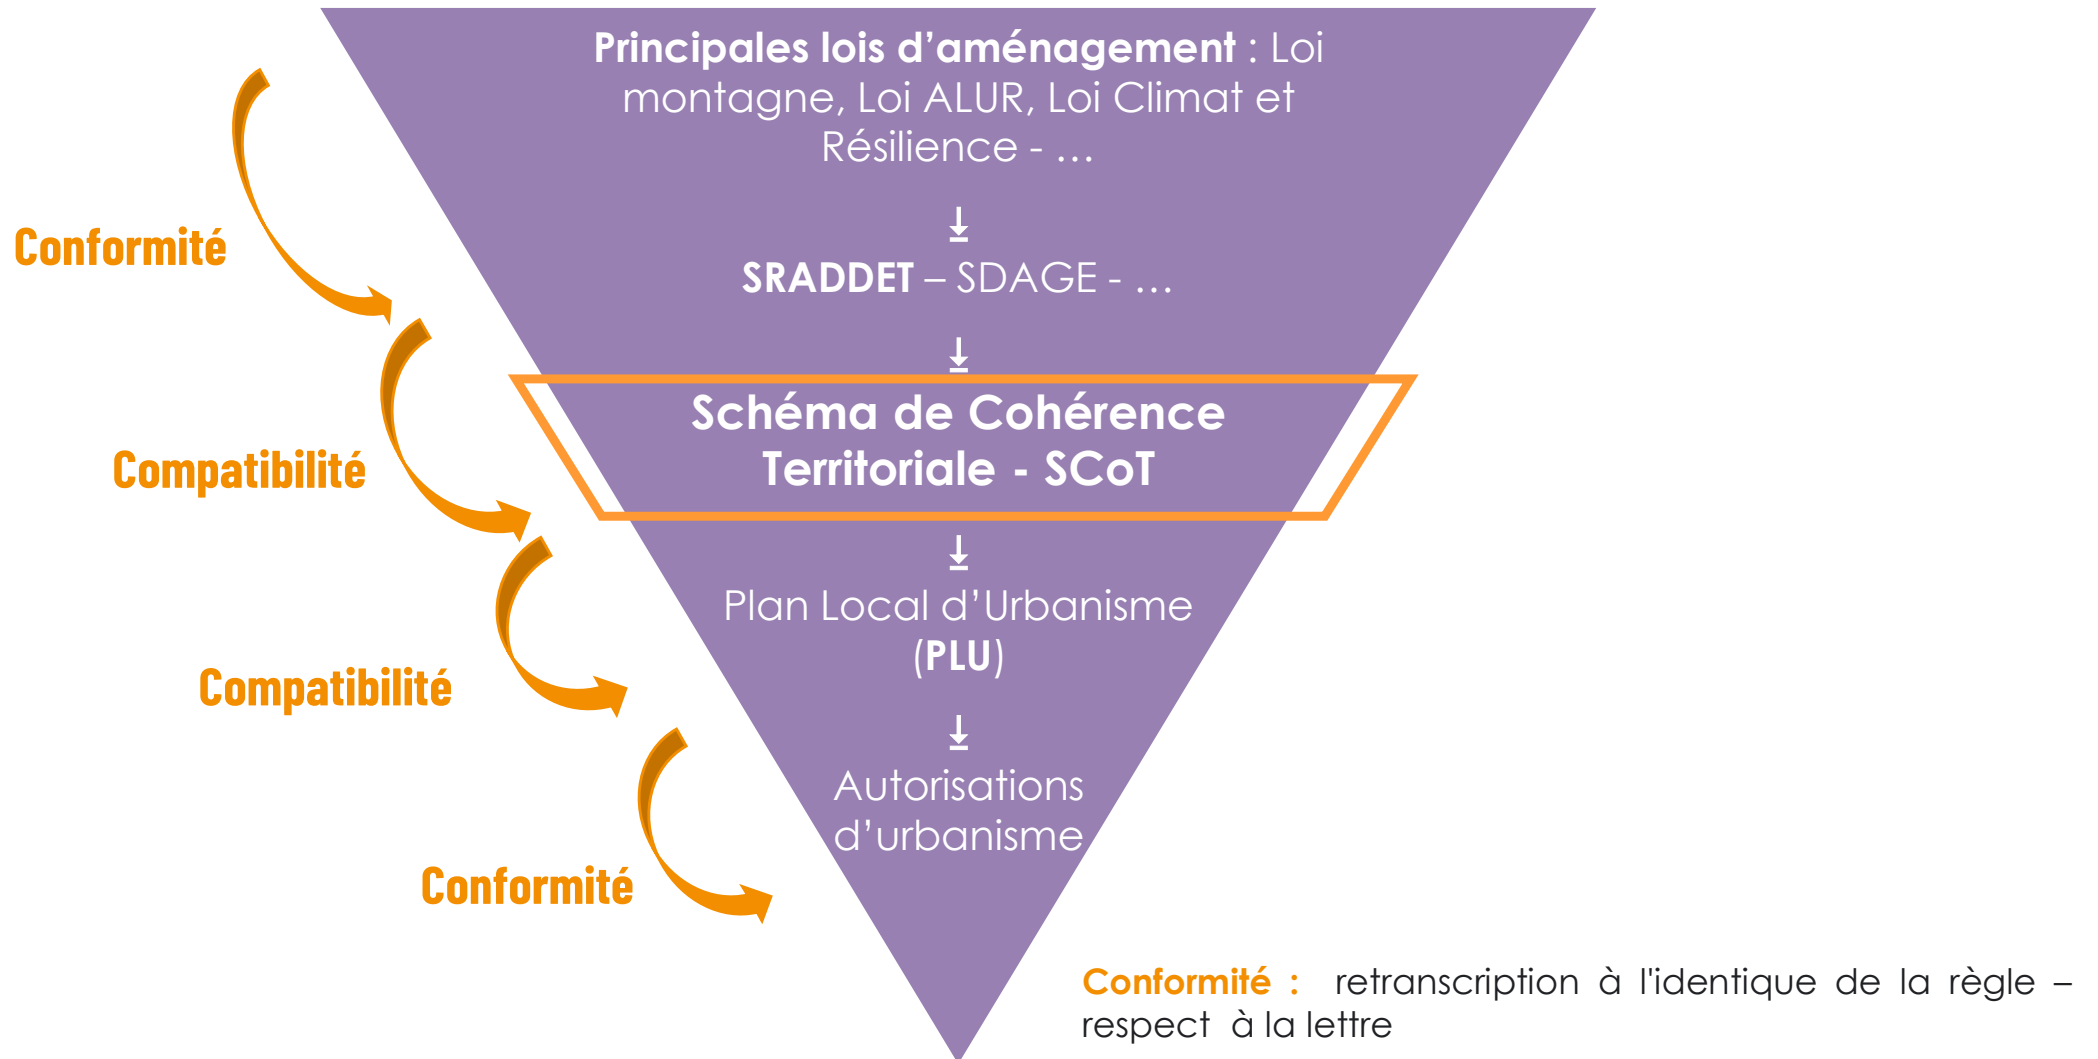 Principales lois d’aménagement : Loi
montagne, Loi ALUR, Loi Climat et
Résilience - …
Conformité
SRADDET – SDAGE - …
Schéma de Cohérence
Territoriale - SCoT
Compatibilité
Plan Local d’Urbanisme
(PLU)
Compatibilité
Autorisations
d’urbanisme
Conformité
Conformité : retranscription à l'identique de la règle –
respect à la lettre